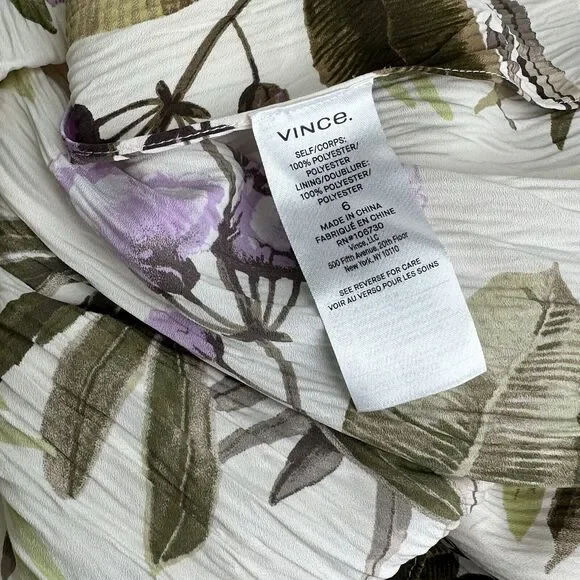 VINCE.
SELF/CORPS:
100% POLYESTER/
POLYESTER
LINING/DOUBLURE:
100% POLYESTER/
POLYESTER
6
MADE IN CHINA
FABRIQUÉ EN CHINE
RN#106730
Vince, LLC
500 Fifth Avenue, 20th Floor
New York, NY 10110
SEE REVERSE FOR CARE
VOIR AU VERSO POUR LES SOINS